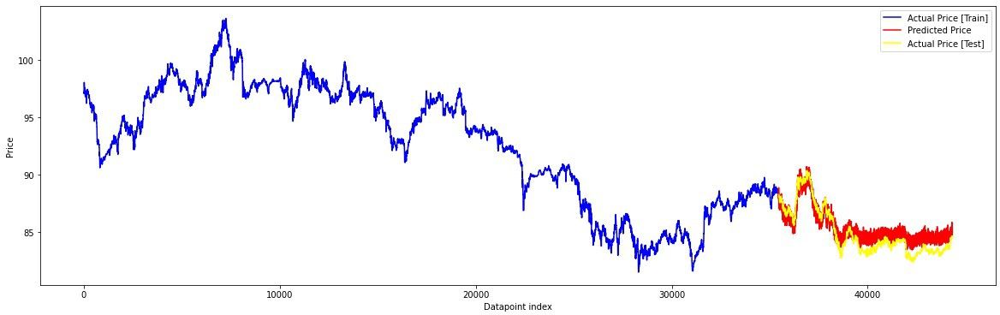 Actual Price [Train]
Predicted Price
Actual Price [Test]
100
95
90
85
Price
0
10000
20000
30000
40000
Datapoint index